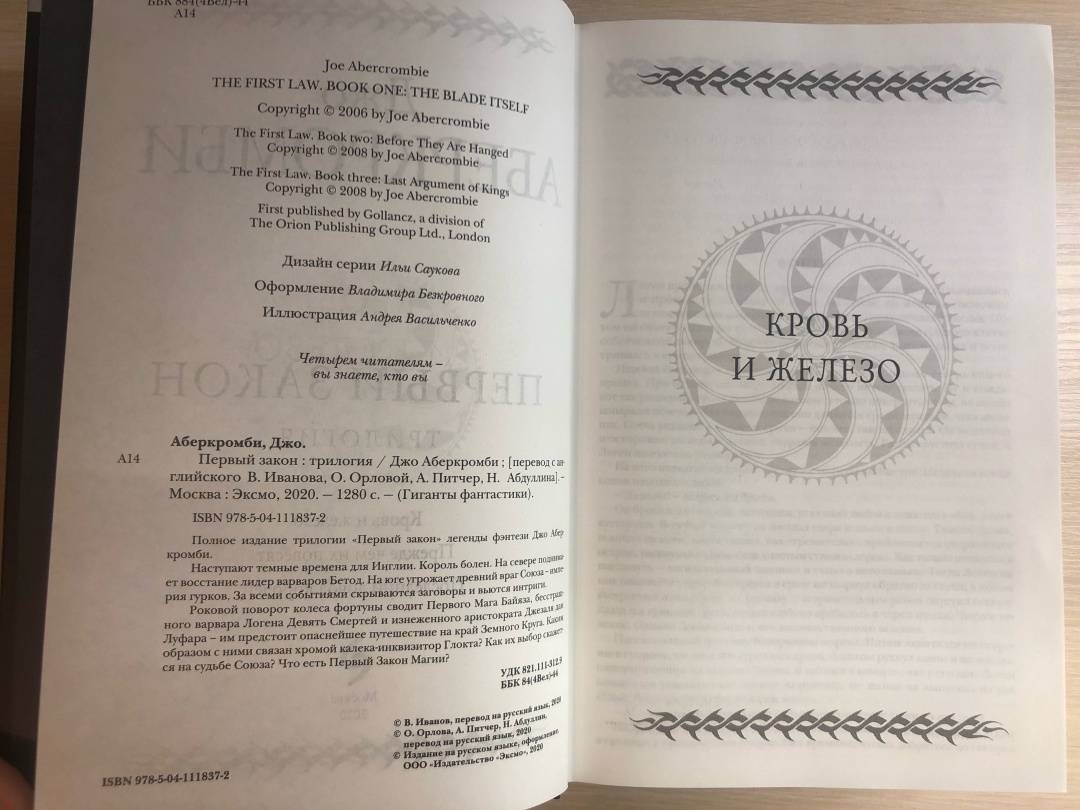 ББК 84(4Вел)-44
А14
Joe Abercrombie
THE FIRST LAW. BOOK ONE: THE BLADE ITSELF
Copyright © 2006 by Joe Abercrombie
The First Law. Book two: Before They Are Hanged
Copyright © 2008 by Joe Abercrombie
The First Law. Book three: Last Argument of Kings
Copyright © 2008 by Joe Abercrombie
First published by Gollancz, a division of
The Orion Publishing Group Ltd., London
Дизайн серии Ильи Саукова
Оформление Владимира Безкровного
Иллюстрация Андрея Васильченко
Четырем читателям –
вы знаете, кто вы
Аберкромби, Джо.
А14 Первый закон : трилогия / Джо Аберкромби ; [перевод с ан-
глийского В. Иванова, О. Орловой, А. Питчер, Н. Абдуллина]. –
Москва : Эксмо, 2020. – 1280 с. – (Гиганты фантастики).
ISBN 978-5-04-111837-2
Полное издание трилогии «Первый закон» легенды фэнтези Джо Абер-
кромби.
Наступают темные времена для Инглии. Король болен. На севере поднима-
ет восстание лидер варваров Бетод. На юге угрожает древний враг Союза – импе-
рия гурков. За всеми событиями скрываются заговоры и вьются интриги.
Роковой поворот колеса фортуны сводит Первого Мага Байяза, бесстраш-
ного варвара Логена Девять Смертей и изнеженного аристократа Джезаля дан
Луфара – им предстоит опаснейшее путешествие на край Земного Круга. Каким
образом с ними связан хромой калека-инквизитор Глокта? Как их выбор скажет-
ся на судьбе Союза? Что есть Первый Закон Магии?
УДК 821.111-312.9
ББК 84(4Вел)-44
© В. Иванов, перевод на русский язык, 2020
© О. Орлова, А. Питчер, Н. Абдуллин,
перевод на русский язык, 2020
© Издание на русском языке, оформление.
ООО «Издательство «Эксмо», 2020
ISBN 978-5-04-111837-2
КРОВЬ
И ЖЕЛЕЗО